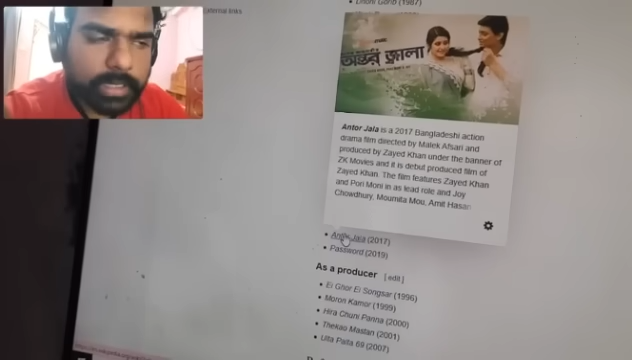 ternal links
অন্তর জ্বালা
Antor Jala is a 2017 Bangladeshi action
drama film directed by Malek Afsari and
produced by Zayed Khan under the banner of
ZK Movies and it is debut produced film of
Zayed Khan. The film features Zayed Khan
and Pori Moni in as lead role and Joy
Chowdhury, Moumita Mou, Amit Hasan
• Antor Jala (2017)
• Password (2019)
As a producer [edit]
• Ei Ghor Ei Songsar (1996)
• Moron Kamor (1999)
• Hira Chuni Panna (2000)
• Thekao Mastan (2001)
• Ulta Palta 69 (2007)